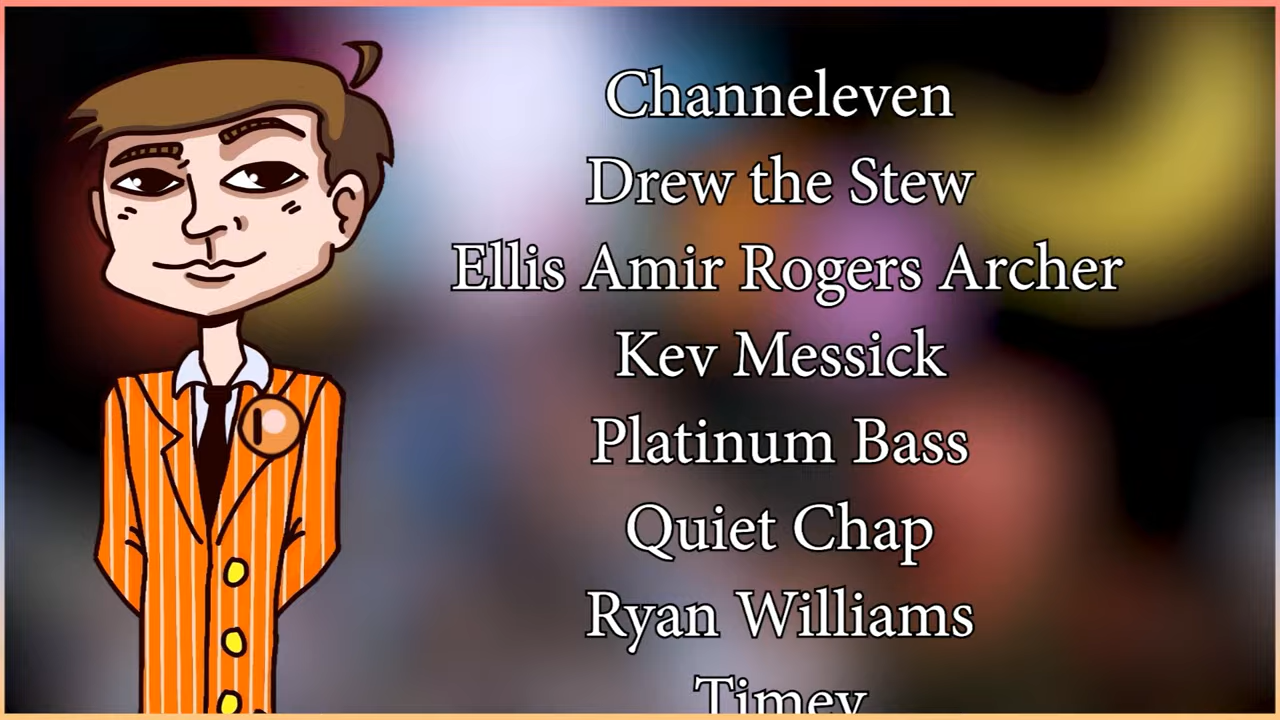 Channeleven
Drew the Stew
Ellis Amir Rogers Archer
Kev Messick
Platinum Bass
Quiet Chap
Ryan Williams
Timey